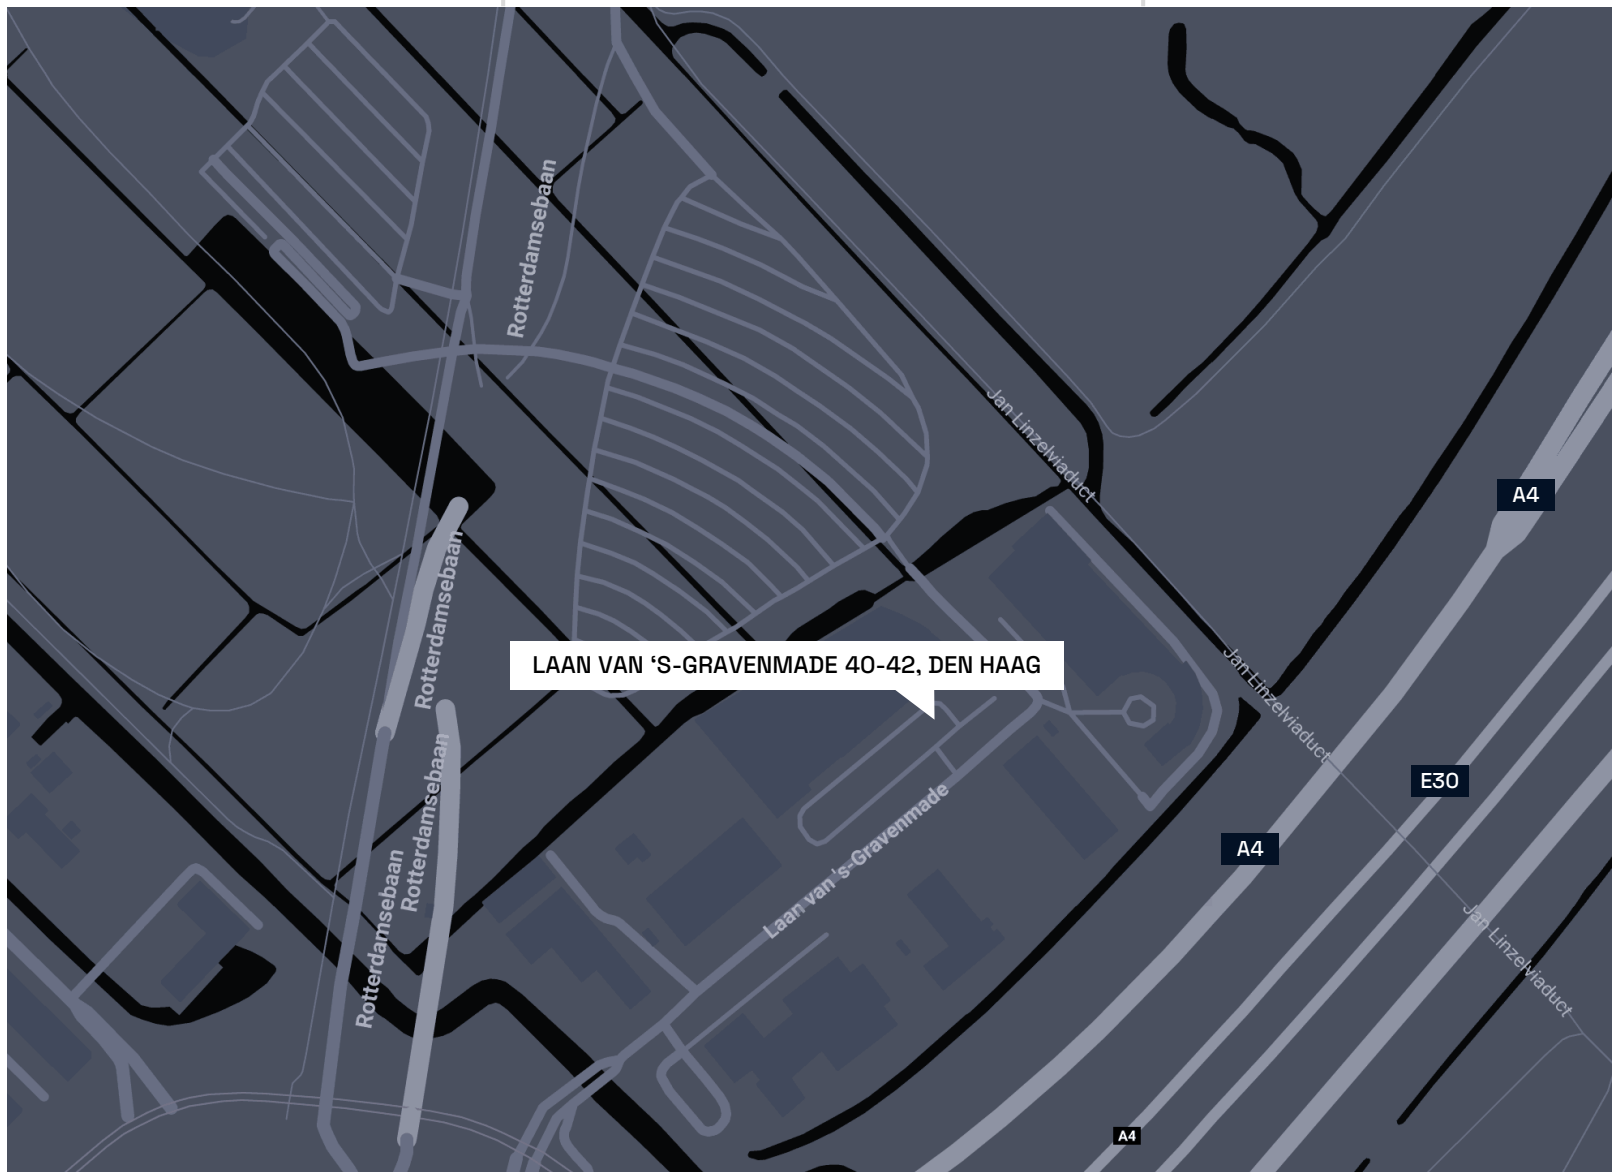 Rotterdamsebaan
Jan Linzelviaduct
A4
Rotterdamsebaan
LAAN VAN ‘S-GRAVENMADE 40-42, DEN HAAG
Jan Linzelviaduct
E30
Rotterdamsebaan
Laan van 's-Gravenmade
A4
Rotterdamsebaan
Jan Linzelviaduct
A4